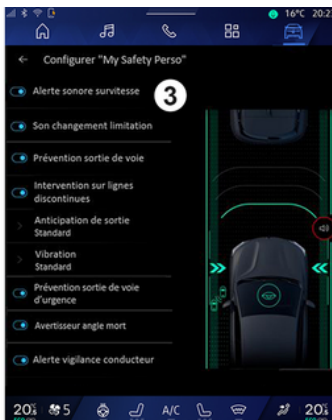 16°C 20:2
Configurer "My Safety Perso"
Alerte sonore survitesse
3
Son changement limitation
Prévention sortie de voie
Intervention sur lignes
discontinues
Anticipation de sortie
Standard
Vibration
Standard
Prévention sortie de voie
d'urgence
Avertisseur angle mort
Alerte vigilance conducteur
20 5 A/C 20